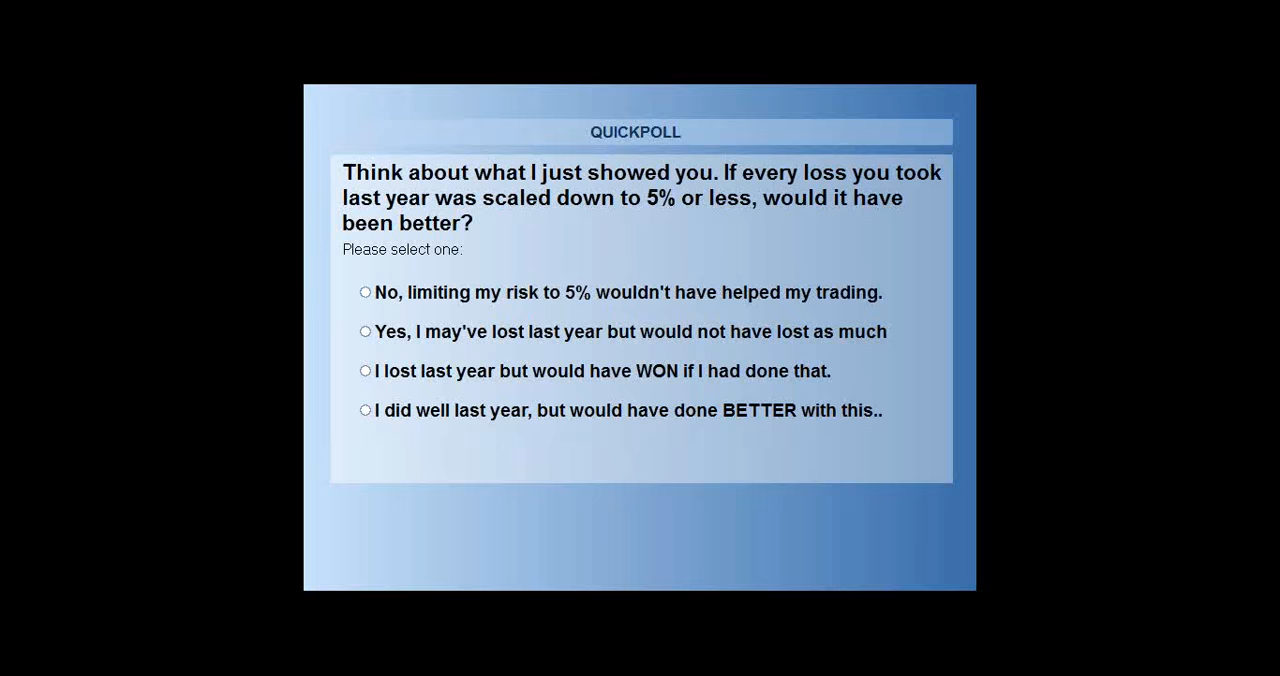 QUICKPOLL
Think about what I just showed you. If every loss you took
last year was scaled down to 5% or less, would it have
been better?
Please select one:
No, limiting my risk to 5% wouldn't have helped my trading.
Yes, I may've lost last year but would not have lost as much
I lost last year but would have WON if I had done that.
I did well last year, but would have done BETTER with this..